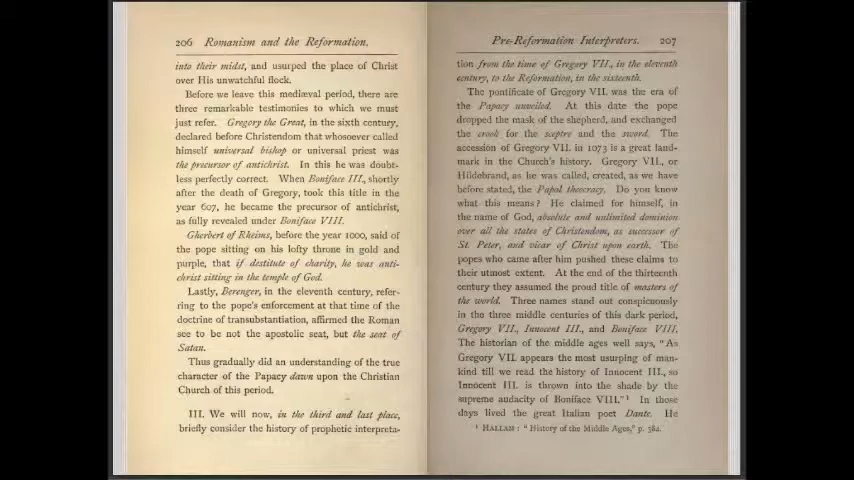 206 Romanism and the Reformation.
into their midst, and usurped the place of Christ
over His unwatchful flock.
Before we leave this mediæval period, there are
three remarkable testimonies to which we must
just refer. Gregory the Great, in the sixth century,
declared before Christendom that whosoever called
himself universal bishop or universal priest was
the precursor of antichrist. In this he was doubt-
less perfectly correct. When Boniface III., shortly
after the death of Gregory, took this title in the
year 607, he became the precursor of antichrist,
as fully revealed under Boniface VIII.
Gherbert of Rheims, before the year 1000, said of
the pope sitting on his lofty throne in gold and
purple, that if destitute of charity, he was anti-
christ sitting in the temple of God.
Lastly, Berenger, in the eleventh century, refer-
ring to the pope's enforcement at that time of the
doctrine of transubstantiation, affirmed the Roman
see to be not the apostolic seat, but the seat of
Satan.
Thus gradually did an understanding of the true
character of the Papacy dawn upon the Christian
Church of this period.
III. We will now, in the third and last place,
briefly consider the history of prophetic interpreta-
Pre-Reformation Interpreters. 207
tion from the time of Gregory VII., in the eleventh
century, to the Reformation, in the sixteenth.
The pontificate of Gregory VII. was the era of
the Papacy unveiled. At this date the pope
dropped the mask of the shepherd, and exchanged
the crook for the sceptre and the sword. The
accession of Gregory VII. in 1073 is a great land-
mark in the Church's history. Gregory VII., or
Hildebrand, as he was called, created, as we have
before stated, the Papal theocracy. Do you know
what this means? He claimed for himself, in
the name of God, absolute and unlimited dominion
over all the states of Christendom, as successor of
St. Peter, and vicar of Christ upon earth. The
popes who came after him pushed these claims to
their utmost extent. At the end of the thirteenth
century they assumed the proud title of masters of
the world. Three names stand out conspicuously
in the three middle centuries of this dark period,
Gregory VII., Innocent III., and Boniface VIII.
The historian of the middle ages well says, "As
Gregory VII. appears the most usurping of man-
kind till we read the history of Innocent III., so
Innocent III. is thrown into the shade by the
supreme audacity of Boniface VIII." ¹ In those
days lived the great Italian poet Dante. He
¹ HALLAM: "History of the Middle Ages," p. 384.